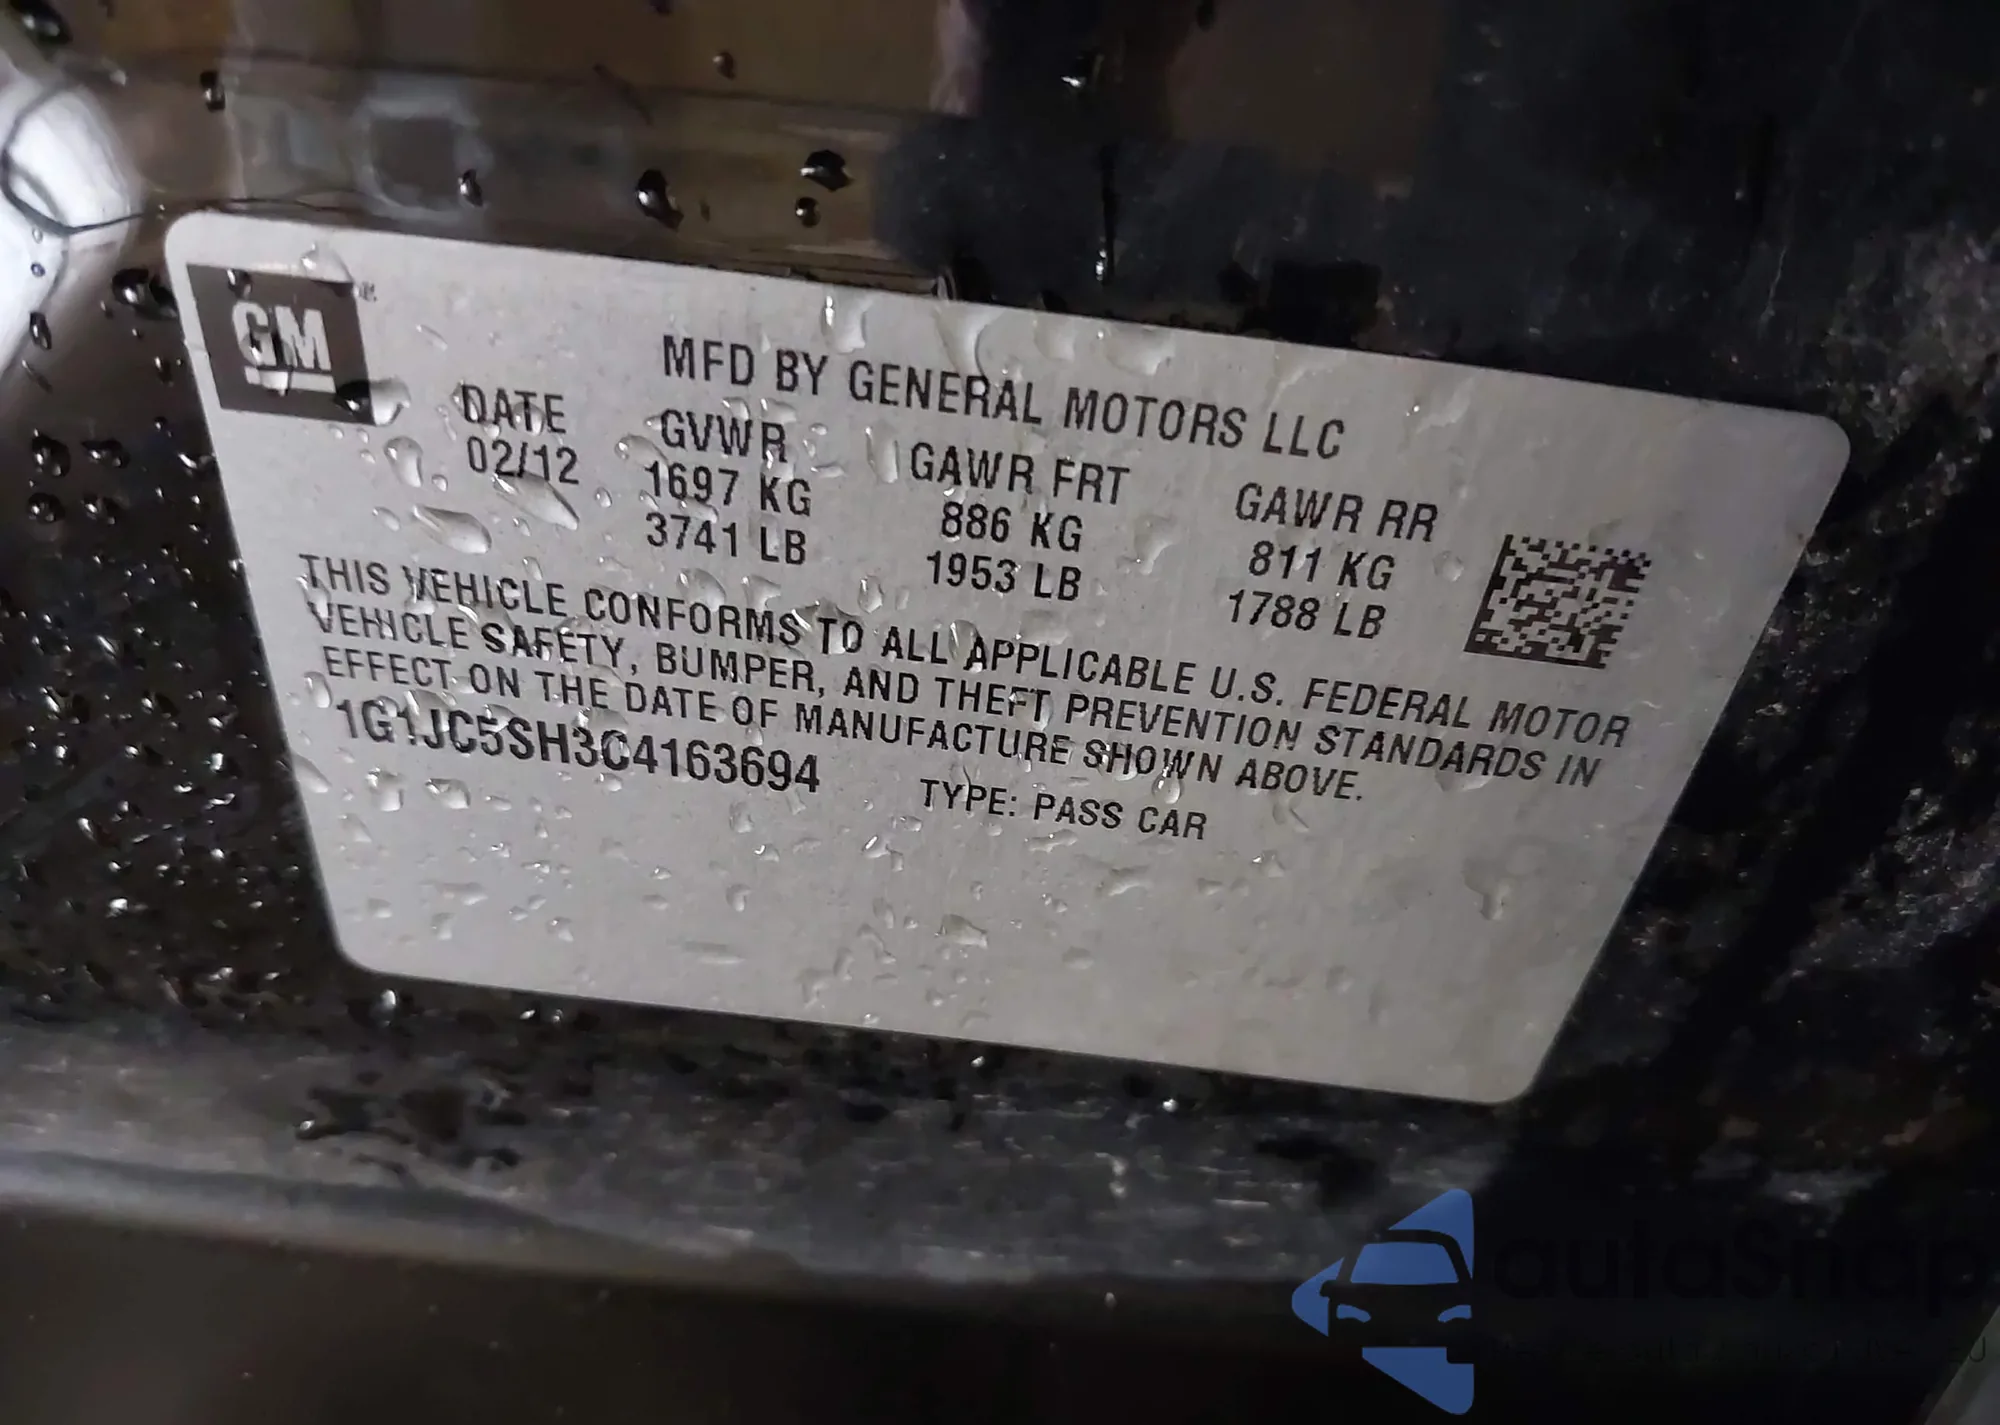 GM
MFD BY GENERAL MOTORS LLC
DATE GVWR GAWR FRT GAWR RR
02/12 1697 KG 886 KG 811 KG
3741 LB 1953 LB 1788 LB
THIS VEHICLE CONFORMS TO ALL APPLICABLE U.S. FEDERAL MOTOR
VEHICLE SAFETY, BUMPER, AND THEFT PREVENTION STANDARDS IN
EFFECT ON THE DATE OF MANUFACTURE SHOWN ABOVE.
1G1JC5SH3C4163694 TYPE: PASS CAR